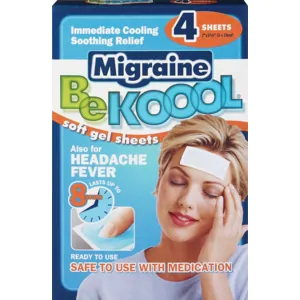 Immediate Cooling
Soothing Relief
4 SHEETS
Migraine
Be KOOOL
soft gel sheets
Also for
HEADACHE
FEVER
LASTS UP TO
8
READY TO USE
SAFE TO USE WITH MEDICATION